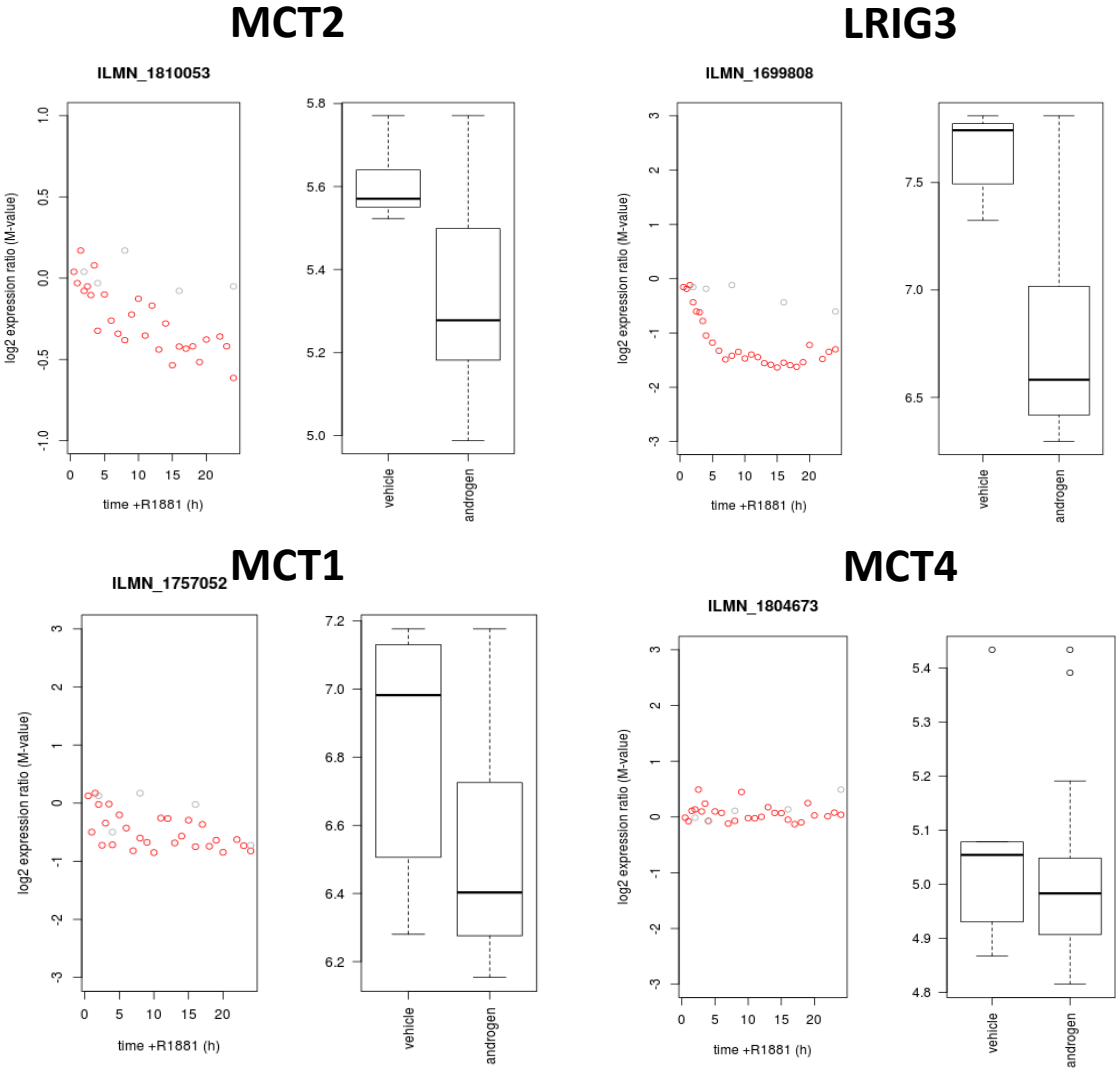 MCT2
LRIG3
ILMN_1810053
ILMN_1699808
log2 expression ratio (M-value)
1.0
0.5
0.0
-0.5
-1.0
0 5 10 15 20
time +R1881 (h)
5.8
5.6
5.4
5.2
5.0
vehicle
androgen
log2 expression ratio (M-value)
3
2
1
0
-1
-2
-3
0 5 10 15 20
time +R1881 (h)
7.5
7.0
6.5
vehicle
androgen
MCT1
MCT4
ILMN_1757052
ILMN_1804673
log2 expression ratio (M-value)
3
2
1
0
-1
-2
-3
0 5 10 15 20
time +R1881 (h)
7.2
7.0
6.8
6.6
6.4
6.2
vehicle
androgen
log2 expression ratio (M-value)
3
2
1
0
-1
-2
-3
0 5 10 15 20
time +R1881 (h)
5.4
5.3
5.2
5.1
5.0
4.9
4.8
vehicle
androgen